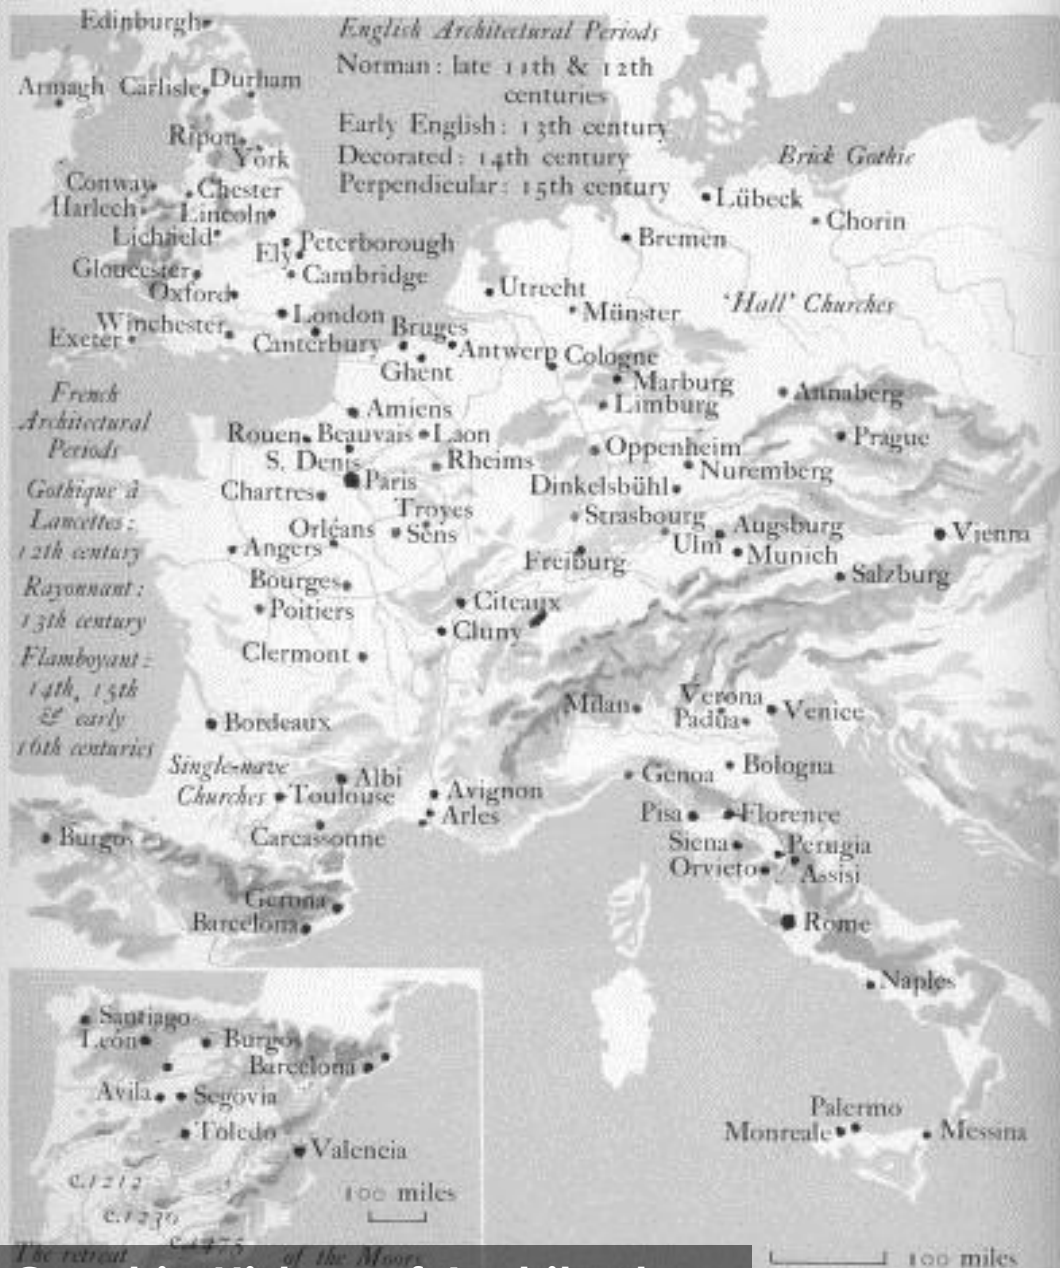 Edinburgh
English Architectural Periods
Norman: late 11th & 12th
centuries
Early English: 13th century
Decorated: 14th century
Perpendicular: 15th century
Armagh
Carlisle
Durham
Ripon
York
Conway
Chester
Harlech
Lincoln
Lichfield
Peterborough
Ely
Gloucester
Cambridge
Oxford
London
Winchester
Exeter
Canterbury
Brick Gothic
Lübeck
Chorin
Bremen
Utrecht
'Hall' Churches
Münster
Bruges
Antwerp
Ghent
Cologne
Marburg
Limburg
Annaberg
French
Architectural
Periods
Gothique à
Lancettes:
12th century
Rayonnant:
13th century
Flamboyant:
14th, 15th
& early
16th centuries
Amiens
Rouen
Beauvais
Laon
S. Denis
Rheims
Paris
Chartres
Troyes
Orléans
Sens
Angers
Bourges
Poitiers
Citeaux
Cluny
Clermont
Oppenheim
Prague
Nuremberg
Dinkelsbühl
Strasbourg
Augsburg
Ulm
Vienna
Munich
Freiburg
Salzburg
Bordeaux
Single-nave
Churches
Albi
Toulouse
Avignon
Arles
Carcassonne
Burgos
Gerona
Barcelona
Milan
Verona
Padua
Venice
Genoa
Bologna
Pisa
Florence
Siena
Perugia
Orvieto
Assisi
Rome
Naples
Palermo
Monreale
Messina
Santiago
León
Burgos
Barcelona
Avila
Segovia
Toledo
Valencia
c.1212
c.1230
c.1475
100 miles
The retreat of the Moors
100 miles